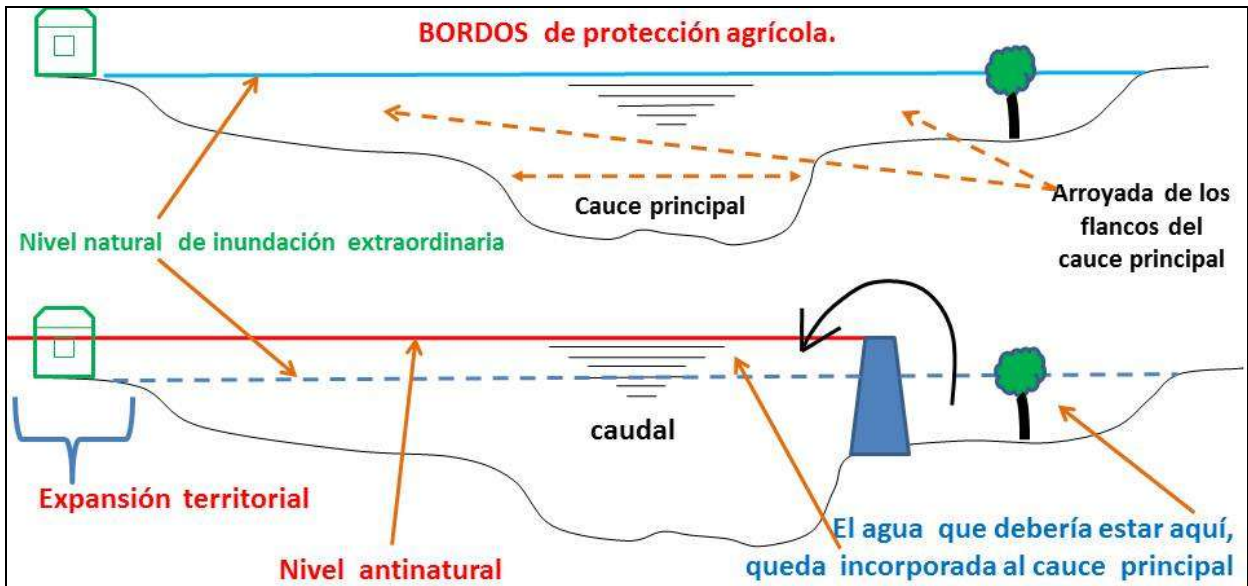 BORDOS de protección agrícola.
Cauce principal
Arroyada de los
flancos del
cauce principal
Nivel natural de inundación extraordinaria
caudal
Expansión territorial
Nivel antinatural
El agua que debería estar aquí,
queda incorporada al cauce principal